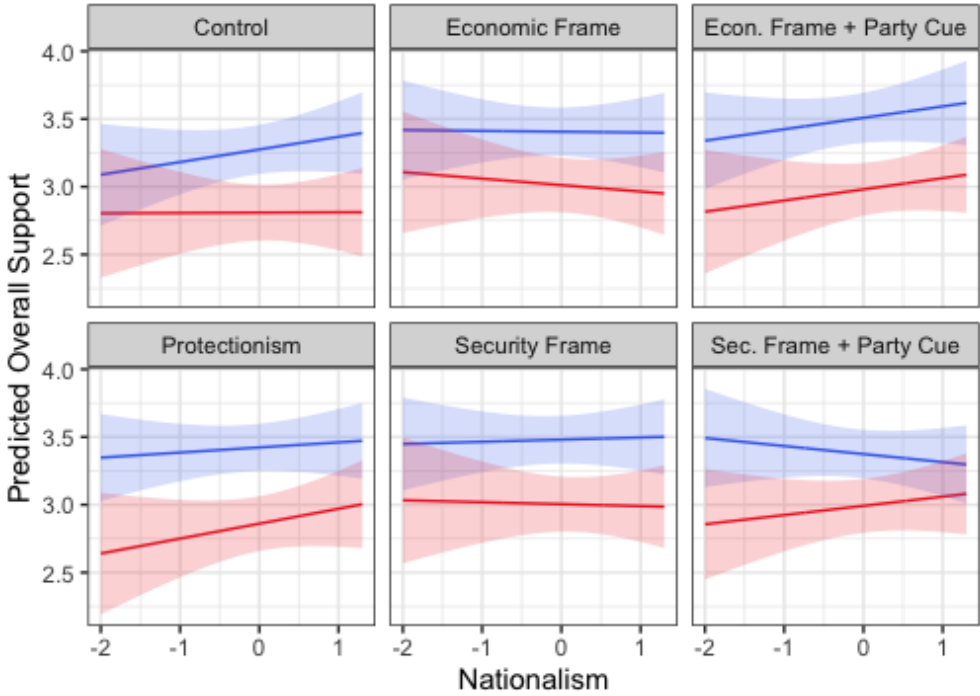 Control
Economic Frame
Econ. Frame + Party Cue
4.0
3.5
3.0
2.5
Protectionism
Security Frame
Sec. Frame + Party Cue
4.0
3.5
3.0
2.5
-2 -1 0 1
-2 -1 0 1
-2 -1 0 1
Predicted Overall Support
Nationalism